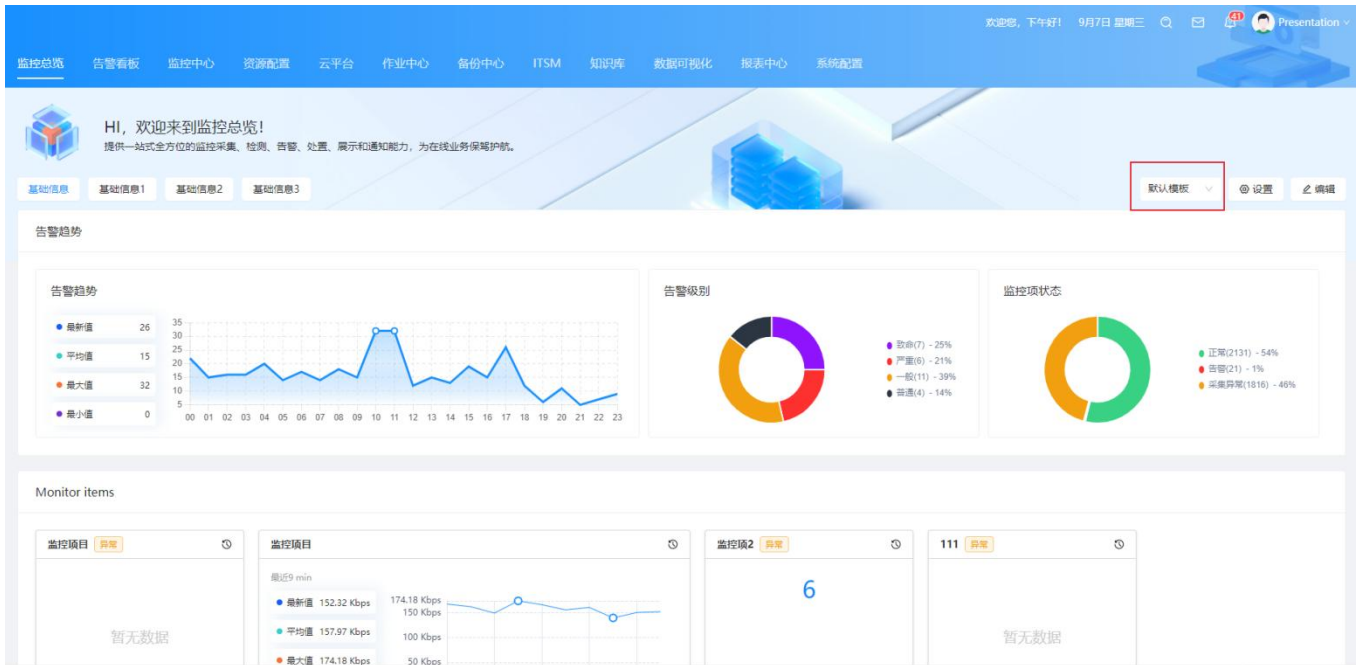 欢迎您，下午好! 9月7日 星期三 41 Presentation
监控总览 告警看板 监控中心 资源配置 云平台 作业中心 备份中心 ITSM 知识库 数据可视化 报表中心 系统配置
HI，欢迎来到监控总览!
提供一站式全方位的监控采集、检测、告警、处置、展示和通知能力，为在线业务保驾护航。
基础信息 基础信息1 基础信息2 基础信息3 默认模板 设置 编辑
告警趋势
告警趋势
最新值 26
平均值 15
最大值 32
最小值 0
35
30
25
20
15
10
5
00 01 02 03 04 05 06 07 08 09 10 11 12 13 14 15 16 17 18 19 20 21 22 23
告警级别
致命(7) - 25%
严重(6) - 21%
一般(11) - 39%
普通(4) - 14%
监控项状态
正常(2131) - 54%
告警(21) - 1%
采集异常(1816) - 46%
Monitor items
监控项目 异常
暂无数据
监控项目
最近9 min
最新值 152.32 Kbps
平均值 157.97 Kbps
最大值 174.18 Kbps
174.18 Kbps
150 Kbps
100 Kbps
50 Kbps
监控项2 异常
6
111 异常
暂无数据